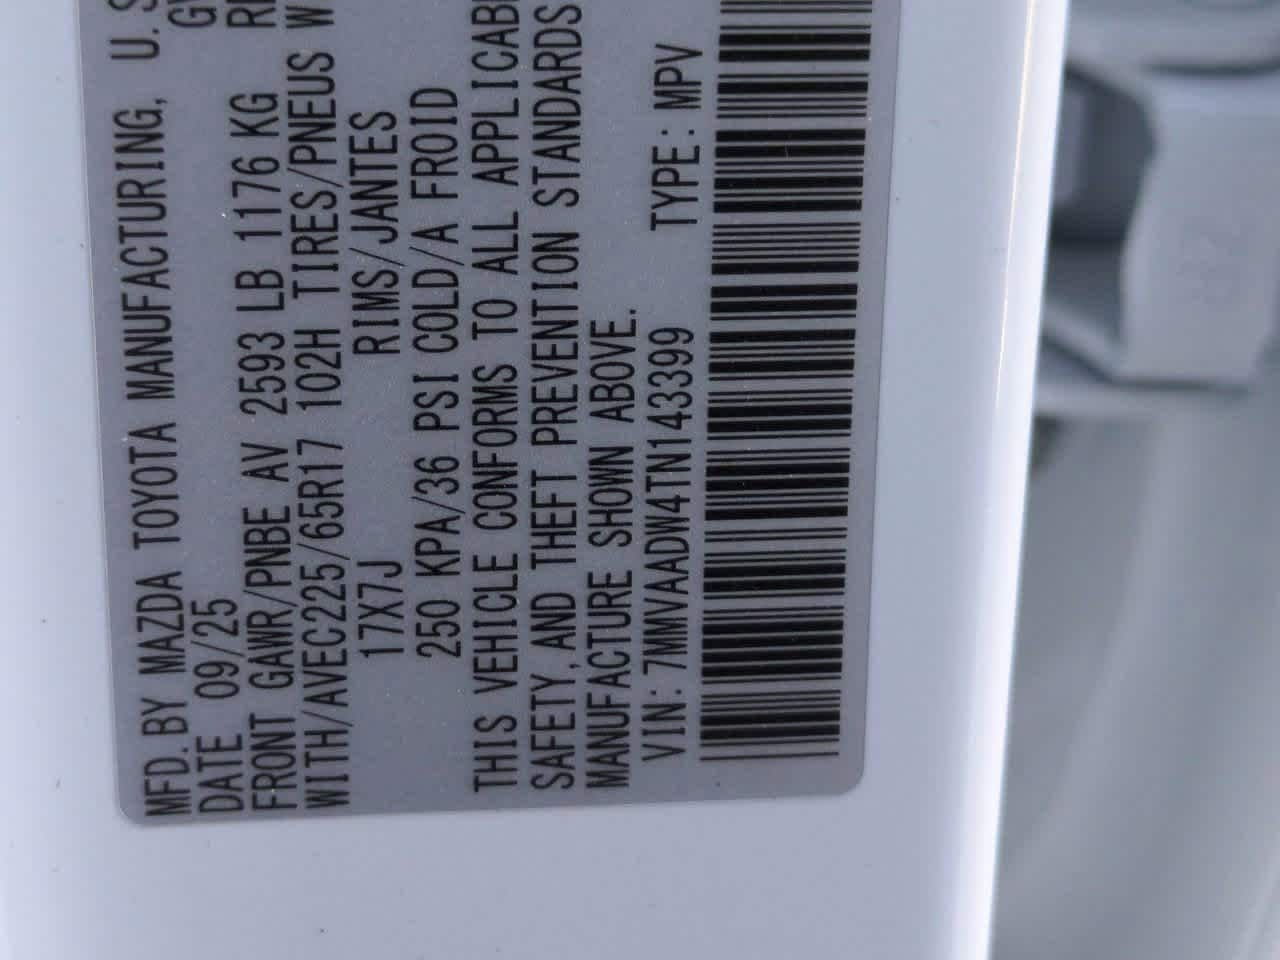 MFD.BY MAZDA TOYOTA MANUFACTURING, U.S
DATE 09/25
FRONT GAWR/PNBE AV 2593 LB 1176 KG
WITH/AVEC225/65R17 102H TIRES/PNEUS W
17X7J RIMS/JANTES
250 KPA/36 PSI COLD/A FROID
THIS VEHICLE CONFORMS TO ALL APPLICAB
SAFETY, AND THEFT PREVENTION STANDARDS
MANUFACTURE SHOWN ABOVE.
VIN: 7MMVAADW4TN143399 TYPE: MPV